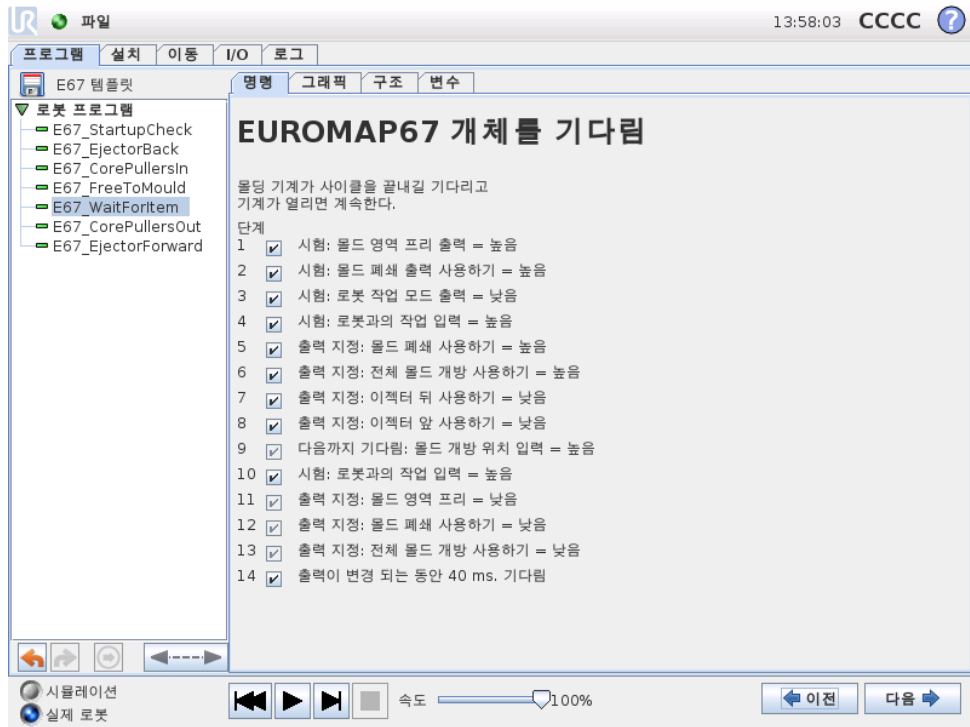 UR 파일 13:58:03 CCCC ?
프로그램 설치 이동 I/O 로그
E67 템플릿
명령 그래픽 구조 변수
로봇 프로그램
E67_StartupCheck
E67_EjectorBack
E67_CorePullersIn
E67_FreeToMould
E67_WaitForItem
E67_CorePullersOut
E67_EjectorForward
EUROMAP67 개체를 기다림
몰딩 기계가 사이클을 끝내길 기다리고
기계가 열리면 계속한다.
단계
1 시험: 몰드 영역 프리 출력 = 높음
2 시험: 몰드 폐쇄 출력 사용하기 = 높음
3 시험: 로봇 작업 모드 출력 = 낮음
4 시험: 로봇과의 작업 입력 = 높음
5 출력 지정: 몰드 폐쇄 사용하기 = 높음
6 출력 지정: 전체 몰드 개방 사용하기 = 높음
7 출력 지정: 이젝터 뒤 사용하기 = 낮음
8 출력 지정: 이젝터 앞 사용하기 = 낮음
9 다음까지 기다림: 몰드 개방 위치 입력 = 높음
10 시험: 로봇과의 작업 입력 = 높음
11 출력 지정: 몰드 영역 프리 = 낮음
12 출력 지정: 몰드 폐쇄 사용하기 = 낮음
13 출력 지정: 전체 몰드 개방 사용하기 = 낮음
14 출력이 변경 되는 동안 40 ms. 기다림
시뮬레이션
실제 로봇
속도 100%
이전 다음